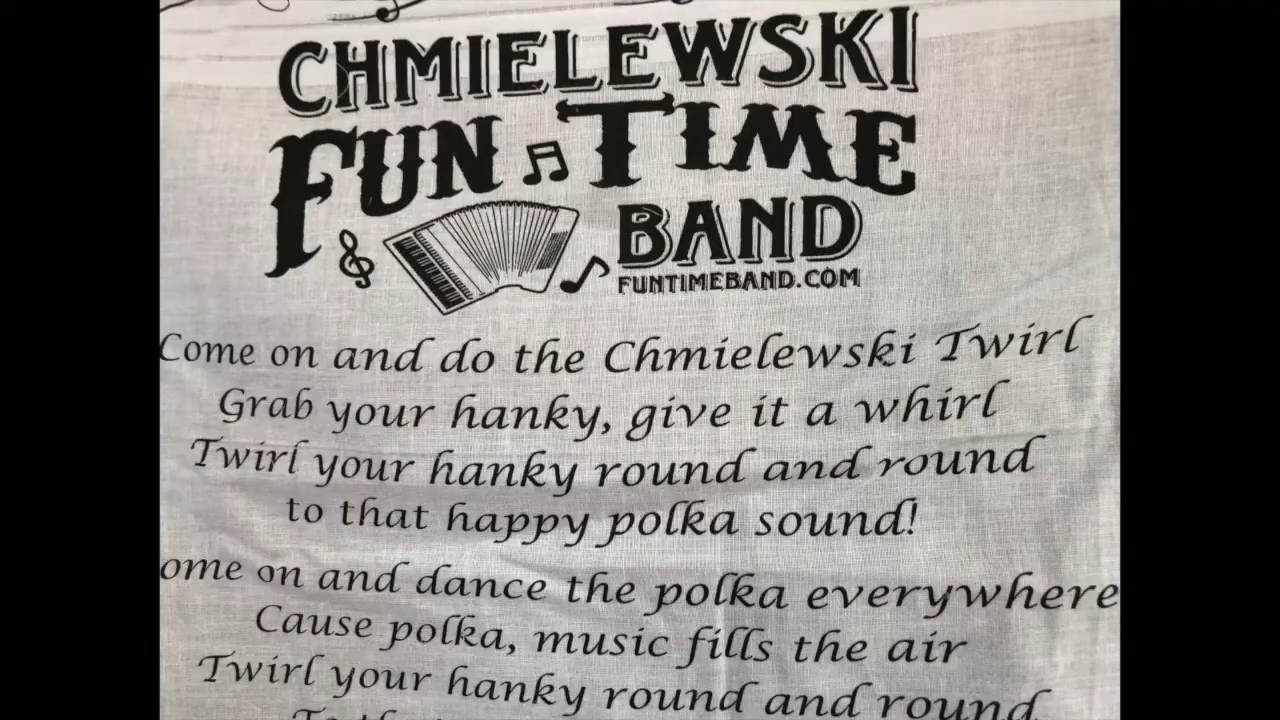 CHMIELEWSKI
FUN TIME
BAND
FUNTIMEBAND.COM
Come on and do the Chmielewski Twirl
Grab your hanky, give it a whirl
Twirl your hanky round and round
to that happy polka sound!
ome on and dance the polka everywhere
Cause polka, music fills the air
Twirl your hanky round and round